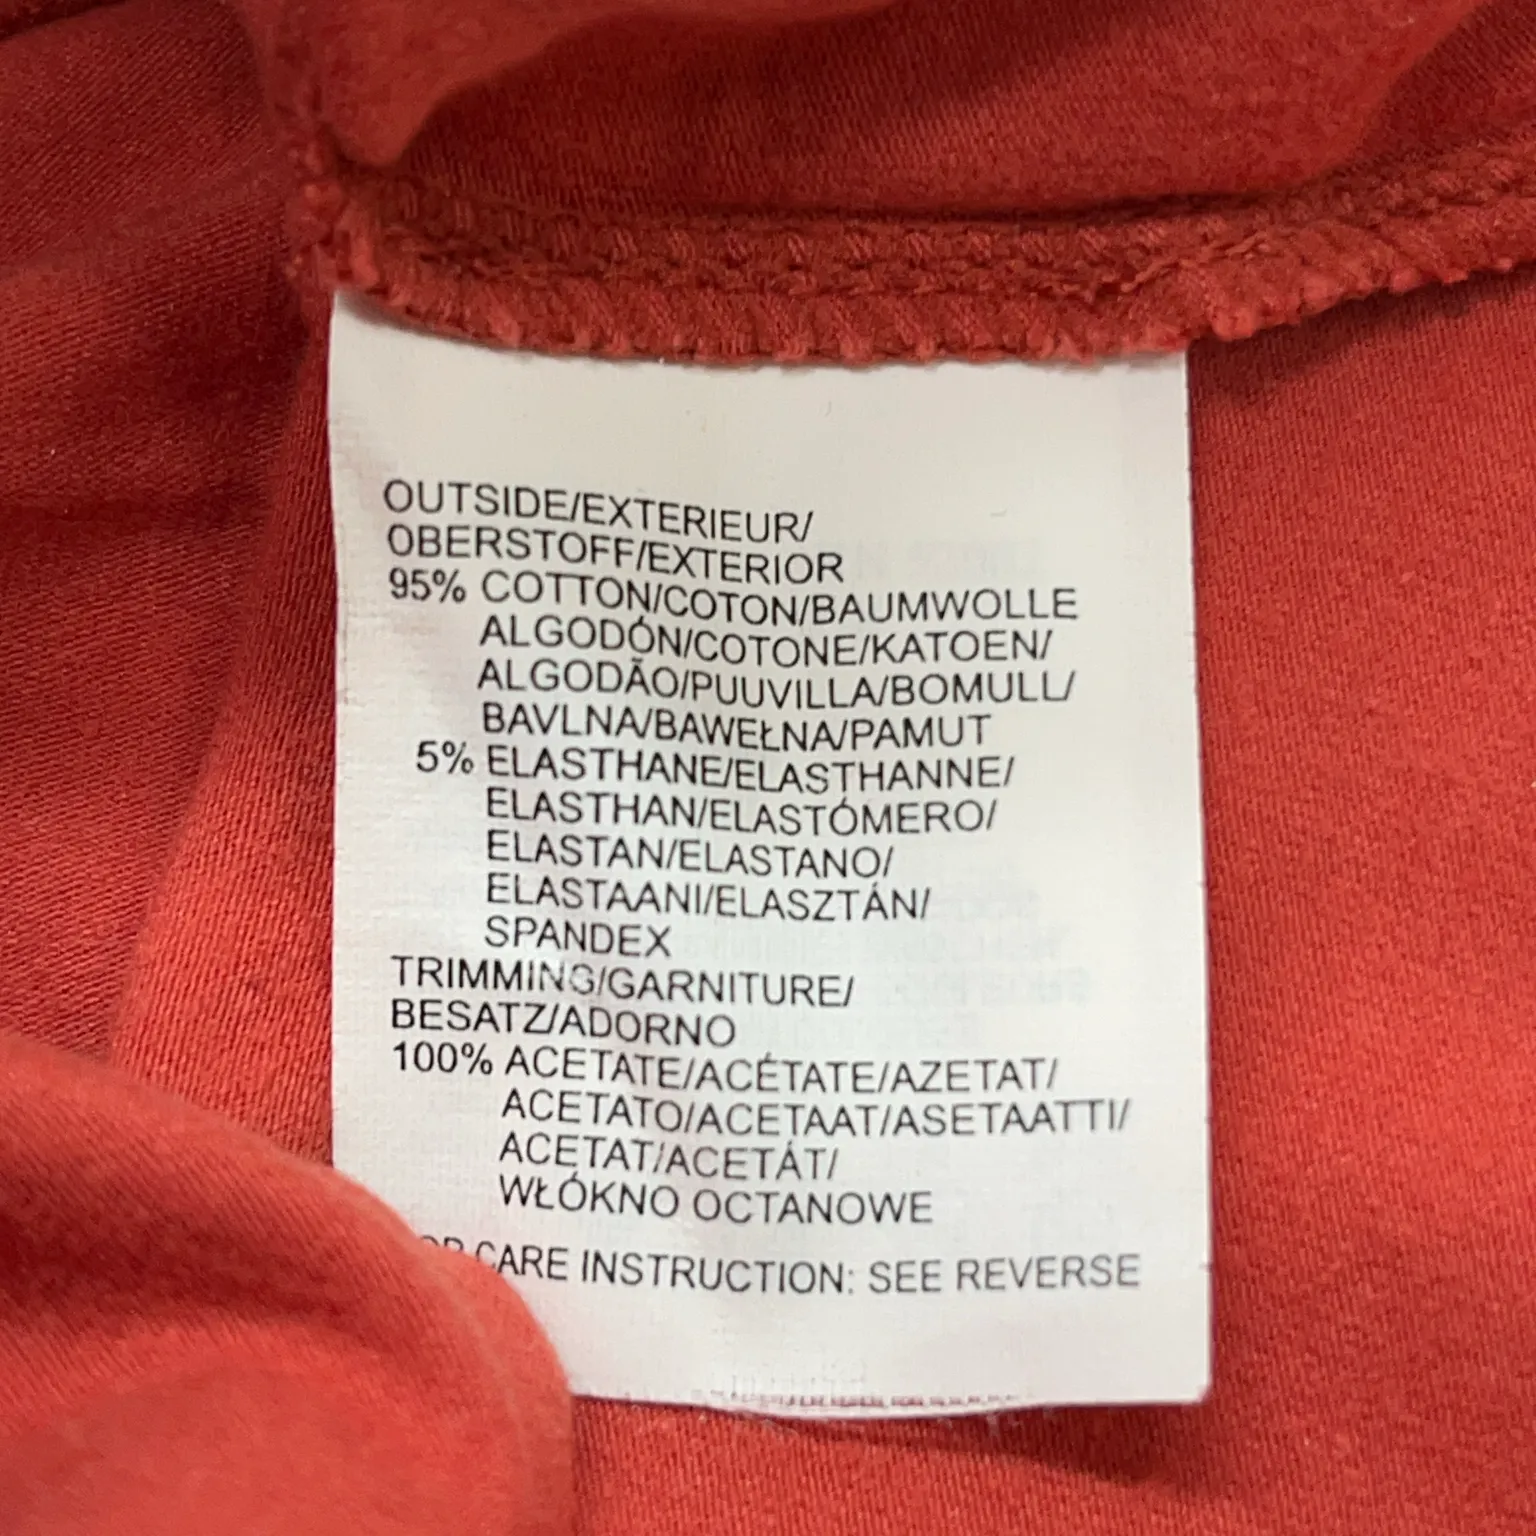 OUTSIDE/EXTERIEUR/
OBERSTOFF/EXTERIOR
95% COTTON/COTON/BAUMWOLLE
ALGODÓN/COTONE/KATOEN/
ALGODÃO/PUUVILLA/BOMULL/
BAVLNA/BAWEŁNA/PAMUT
5% ELASTHANE/ELASTHANNE/
ELASTHAN/ELASTÓMERO/
ELASTAN/ELASTANO/
ELASTAANI/ELASZTÁN/
SPANDEX
TRIMMING/GARNITURE/
BESATZ/ADORNO
100% ACETATE/ACÉTATE/AZETAT/
ACETATO/ACETAAT/ASETAATTI/
ACETAT/ACETÁT/
WŁÓKNO OCTANOWE
CARE INSTRUCTION: SEE REVERSE